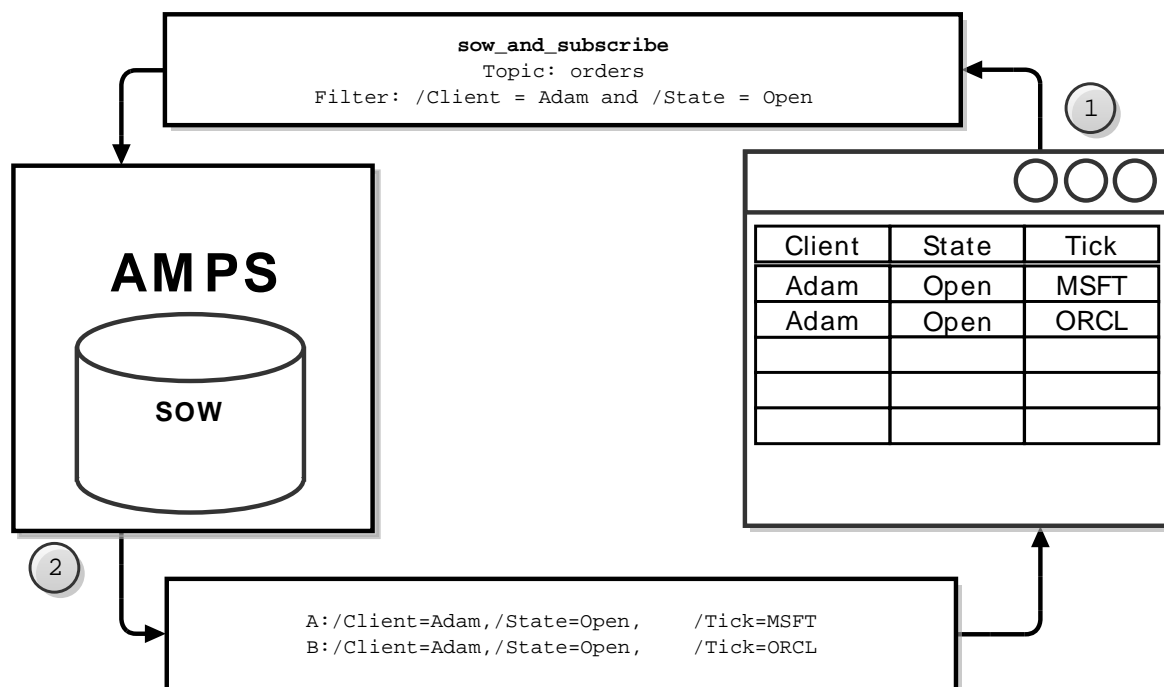 sow_and_subscribe
Topic: orders
Filter: /Client = Adam and /State = Open
1
AMPS
SOW
Client State Tick
Adam Open MSFT
Adam Open ORCL
2
A:/Client=Adam,/State=Open, /Tick=MSFT
B:/Client=Adam,/State=Open, /Tick=ORCL